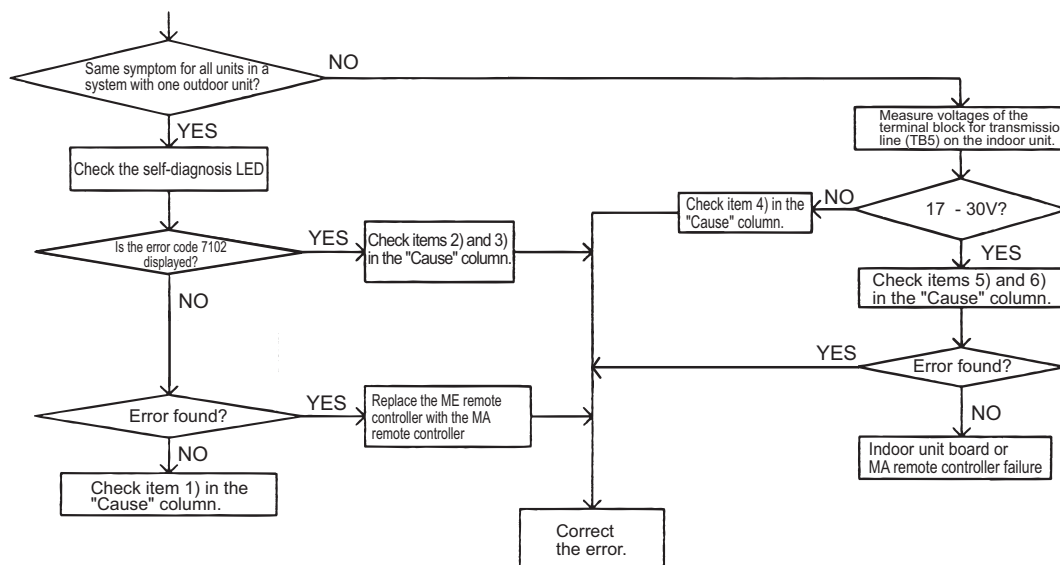 Same symptom for all units in a
system with one outdoor unit?
NO
YES
Measure voltages of the
terminal block for transmissio
line (TB5) on the indoor unit.
Check the self-diagnosis LED
NO
Check item 4) in the
"Cause" column.
17 - 30V?
Is the error code 7102
displayed?
YES
Check items 2) and 3)
in the "Cause" column.
YES
Check items 5) and 6)
in the "Cause" column.
NO
YES
Error found?
Error found?
YES
Replace the ME remote
controller with the MA
remote controller
NO
Indoor unit board or
MA remote controller failure
NO
Check item 1) in the
"Cause" column.
Correct
the error.